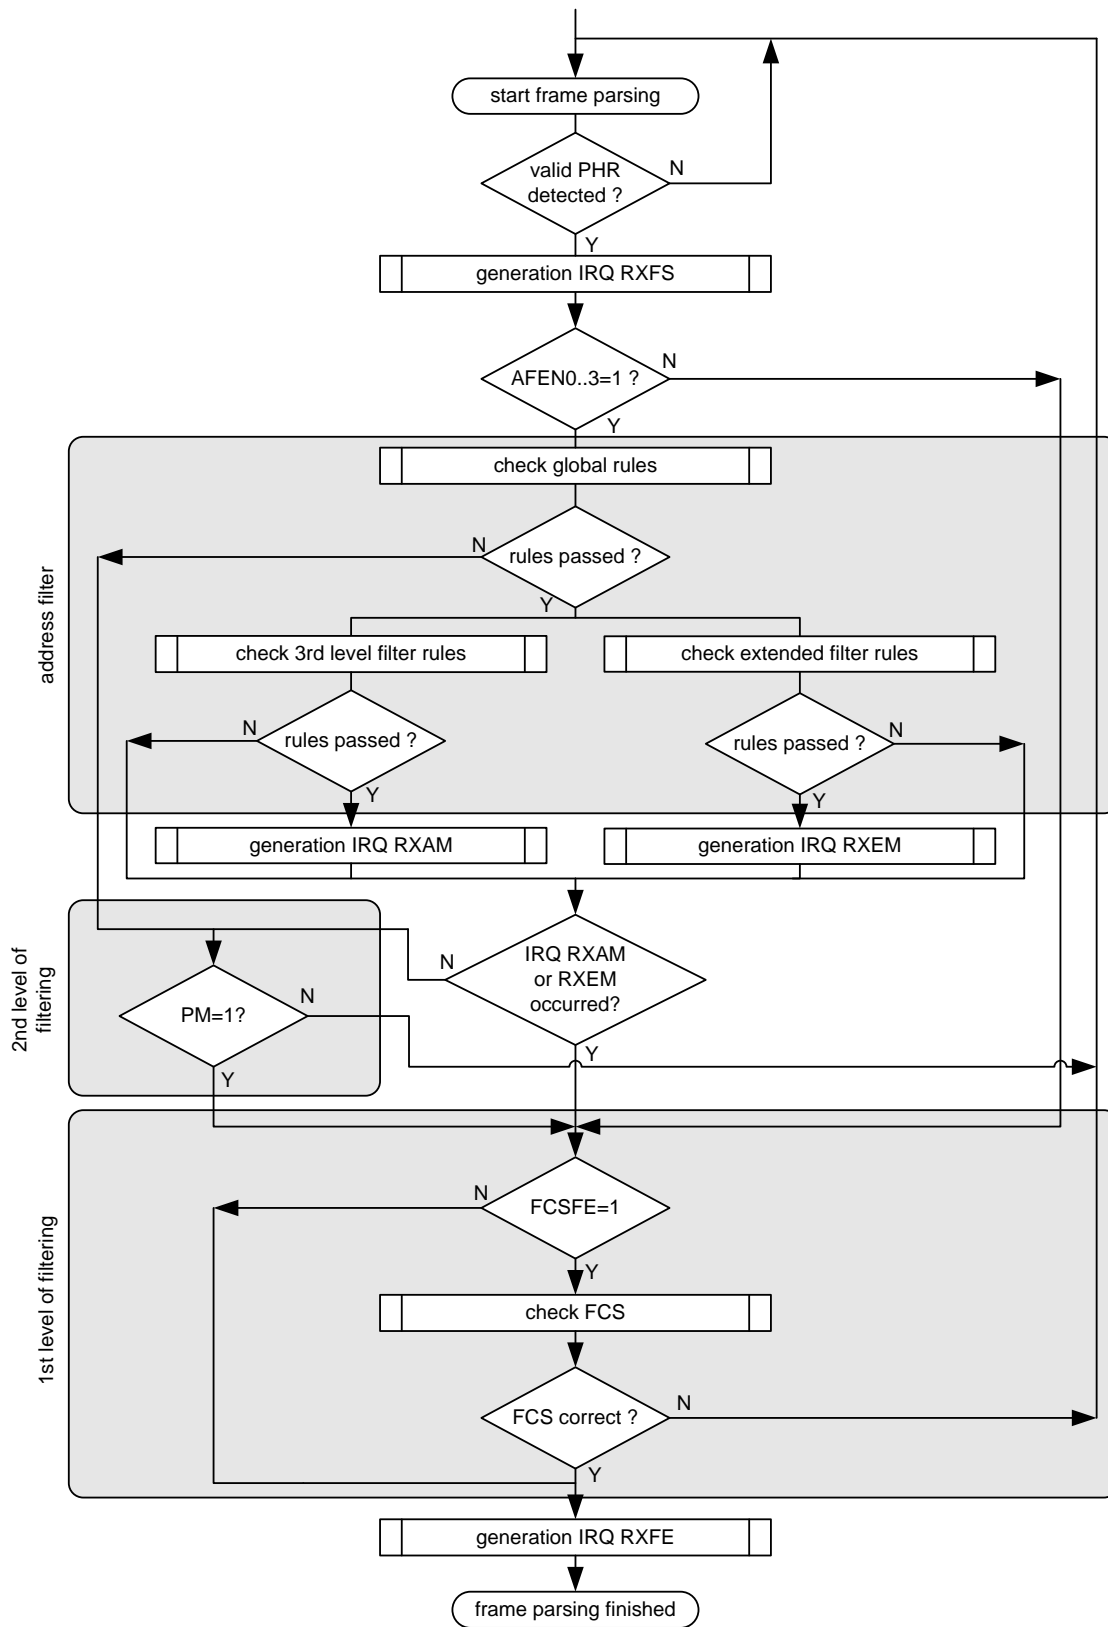 start frame parsing
valid PHR
detected ?
N
Y
generation IRQ RXFS
AFEN0..3=1 ?
N
Y
address filter
check global rules
rules passed ?
N
Y
check 3rd level filter rules
check extended filter rules
rules passed ?
N
Y
rules passed ?
N
Y
generation IRQ RXAM
generation IRQ RXEM
2nd level of
filtering
IRQ RXAM
or RXEM
occurred?
N
Y
PM=1?
N
Y
1st level of filtering
FCSFE=1
N
Y
check FCS
FCS correct ?
N
Y
generation IRQ RXFE
frame parsing finished